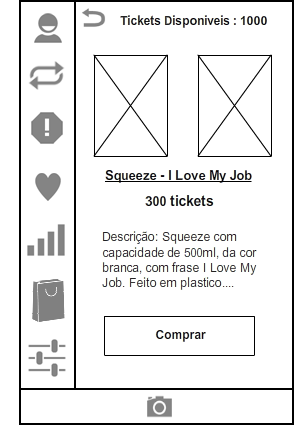 Tickets Disponiveis : 1000
Squeeze - I Love My Job
300 tickets
Descrição: Squeeze com
capacidade de 500ml, da cor
branca, com frase I Love My
Job. Feito em plastico....
Comprar